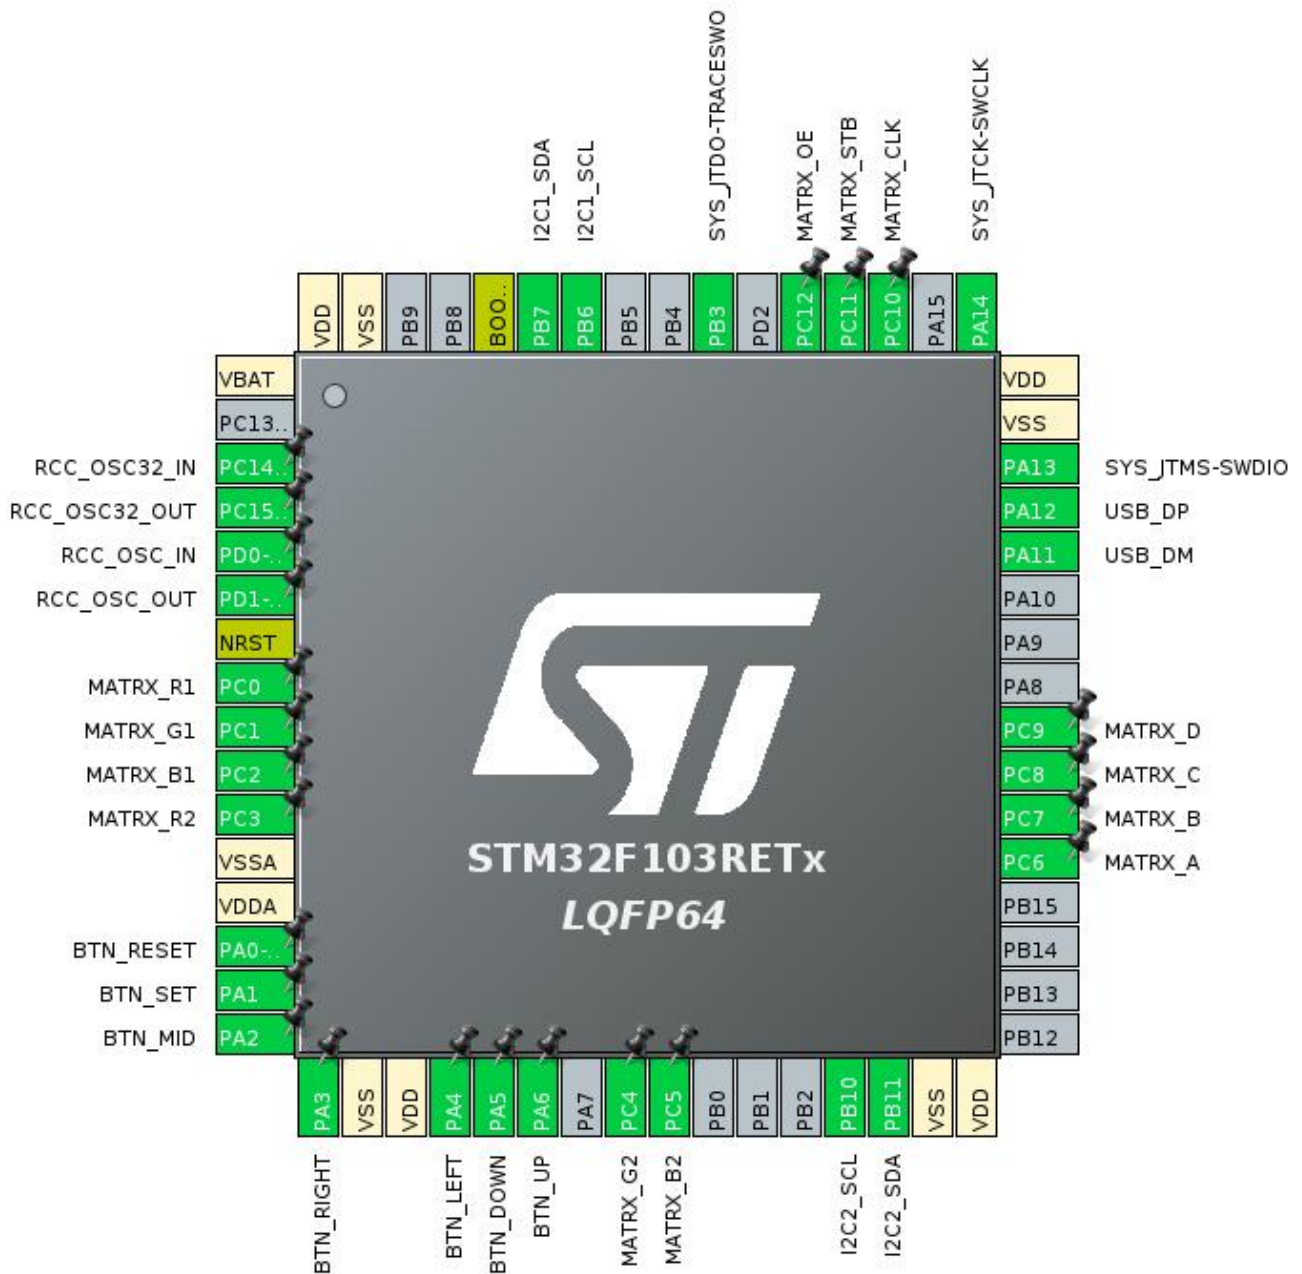 I2C1_SDA
I2C1_SCL
SYS_JTDO-TRACESWO
MATRX_OE
MATRX_STB
MATRX_CLK
SYS_JTCK-SWCLK
VDD
VSS
PB9
PB8
BOO..
PB7
PB6
PB5
PB4
PB3
PD2
PC12
PC11
PC10
PA15
PA14
VBAT
PC13..
RCC_OSC32_IN PC14..
RCC_OSC32_OUT PC15..
RCC_OSC_IN PD0-..
RCC_OSC_OUT PD1-..
NRST
MATRX_R1 PC0
MATRX_G1 PC1
MATRX_B1 PC2
MATRX_R2 PC3
VSSA
VDDA
BTN_RESET PA0-..
BTN_SET PA1
BTN_MID PA2
STM32F103RETx
LQFP64
VDD
VSS
PA13 SYS_JTMS-SWDIO
PA12 USB_DP
PA11 USB_DM
PA10
PA9
PA8
PC9 MATRX_D
PC8 MATRX_C
PC7 MATRX_B
PC6 MATRX_A
PB15
PB14
PB13
PB12
PA3
VSS
VDD
PA4
PA5
PA6
PA7
PC4
PC5
PB0
PB1
PB2
PB10
PB11
VSS
VDD
BTN_RIGHT
BTN_LEFT
BTN_DOWN
BTN_UP
MATRX_G2
MATRX_B2
I2C2_SCL
I2C2_SDA